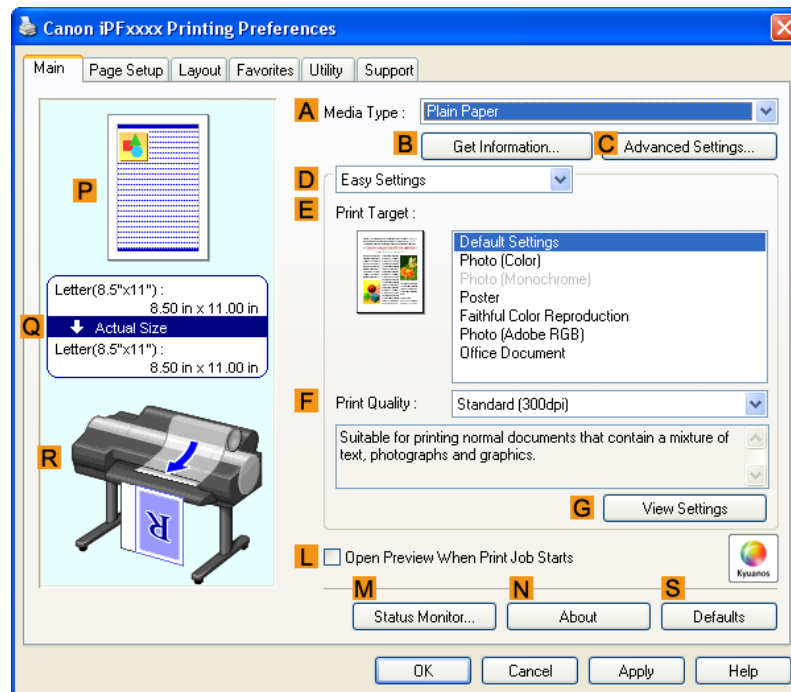 Canon iPFxxxx Printing Preferences
Main Page Setup Layout Favorites Utility Support
A Media Type : Plain Paper
B Get Information... C Advanced Settings...
D Easy Settings
E Print Target :
Default Settings
Photo (Color)
Photo (Monochrome)
Poster
Faithful Color Reproduction
Photo (Adobe RGB)
Office Document
P
Letter(8.5"x11") :
8.50 in x 11.00 in
Q Actual Size
Letter(8.5"x11") :
8.50 in x 11.00 in
F Print Quality : Standard (300dpi)
Suitable for printing normal documents that contain a mixture of
text, photographs and graphics.
R
R
G View Settings
L Open Preview When Print Job Starts
Kyuanos
M N S
Status Monitor... About Defaults
OK Cancel Apply Help